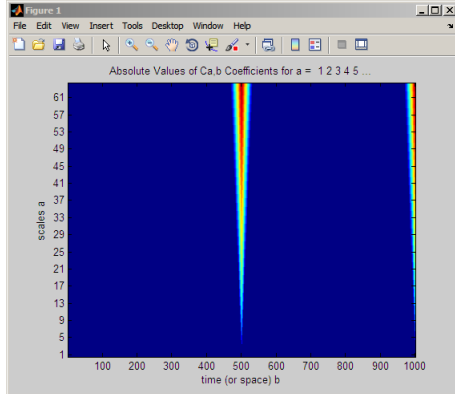 Figure 1
File Edit View Insert Tools Desktop Window Help
Absolute Values of Ca,b Coefficients for a = 1 2 3 4 5 ...
scales a
61
57
53
49
45
41
37
33
29
25
21
17
13
9
5
1
100 200 300 400 500 600 700 800 900 1000
time (or space) b